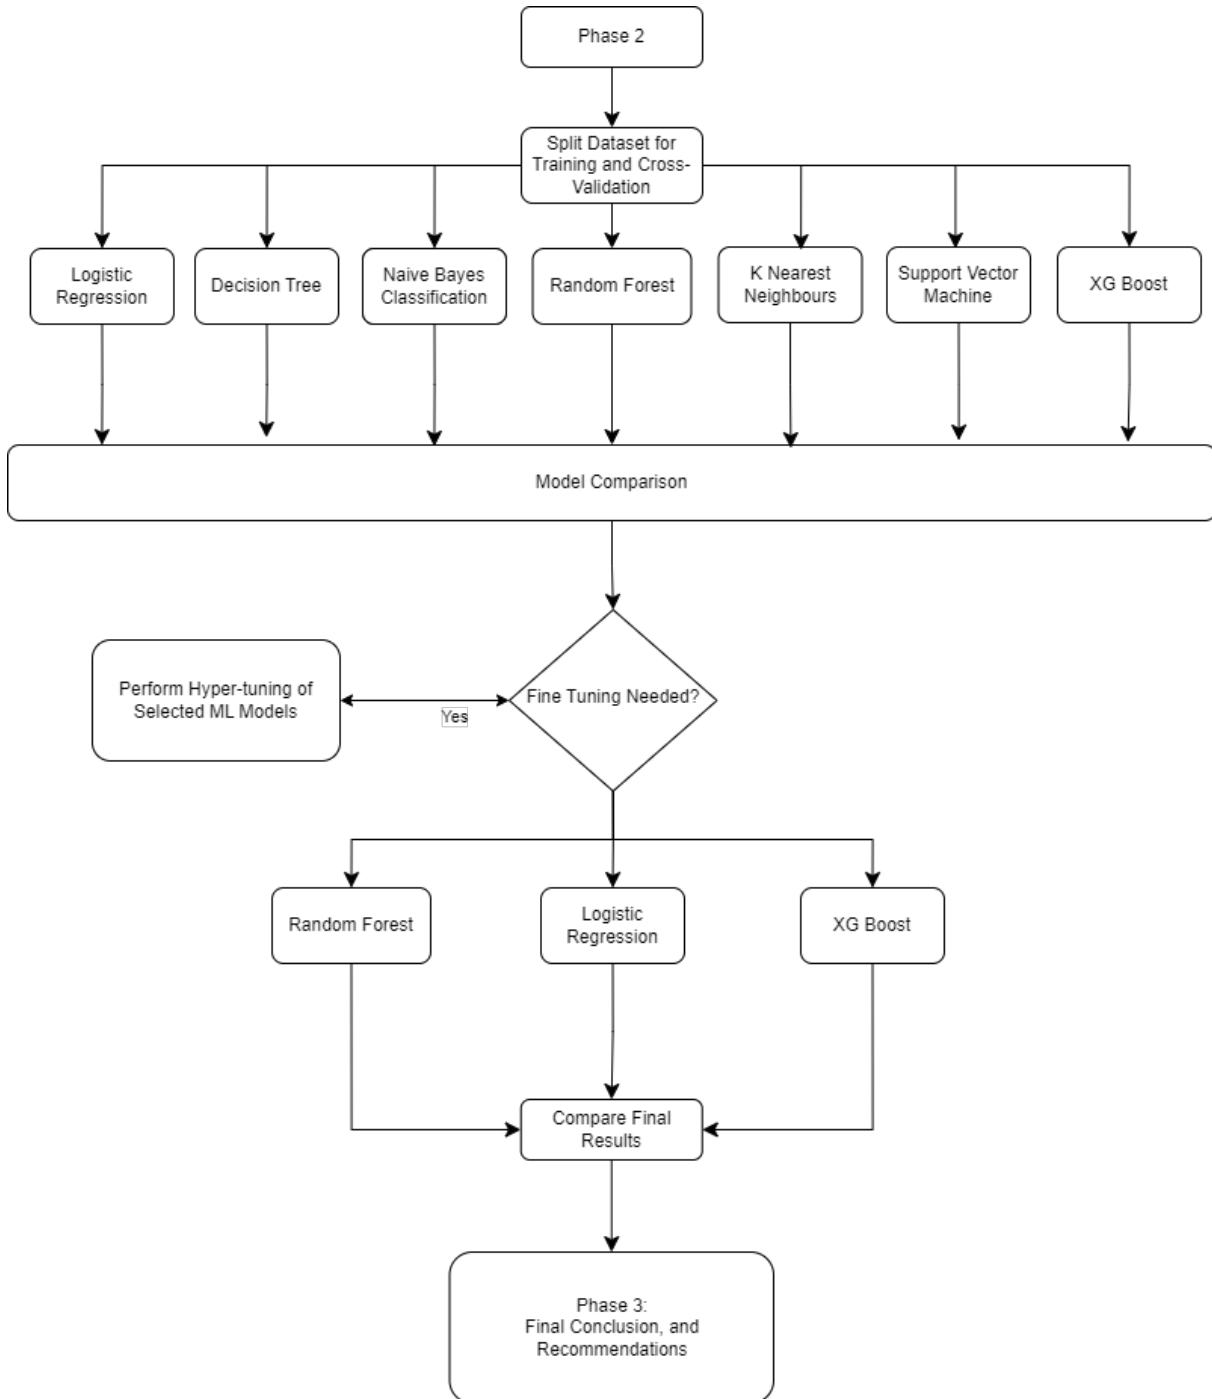 Phase 2
Split Dataset for
Training and Cross-
Validation
Logistic
Regression
Decision Tree
Naive Bayes
Classification
Random Forest
K Nearest
Neighbours
Support Vector
Machine
XG Boost
Model Comparison
Perform Hyper-tuning of
Selected ML Models
Yes
Fine Tuning Needed?
Random Forest
Logistic
Regression
XG Boost
Compare Final
Results
Phase 3:
Final Conclusion, and
Recommendations